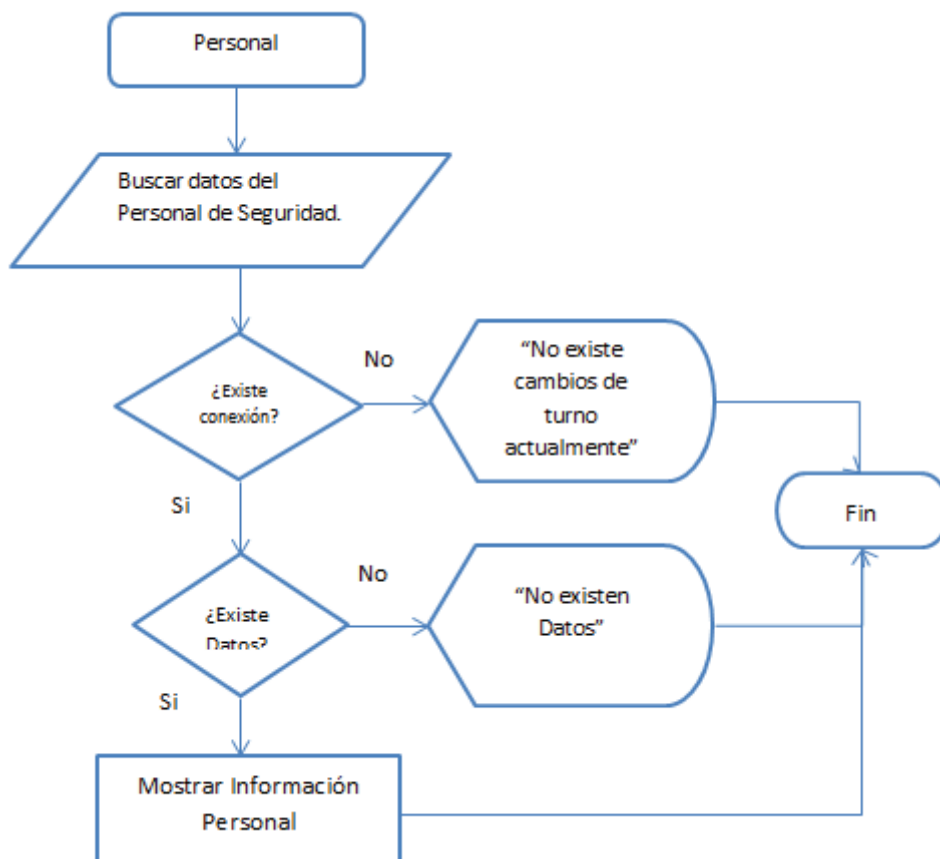 Personal
Buscar datos del
Personal de Seguridad.
¿Existe
conexión?
No
“No existe
cambios de
turno
actualmente”
Fin
Si
¿Existe
Datos?
No
“No existen
Datos”
Si
Mostrar Información
Personal